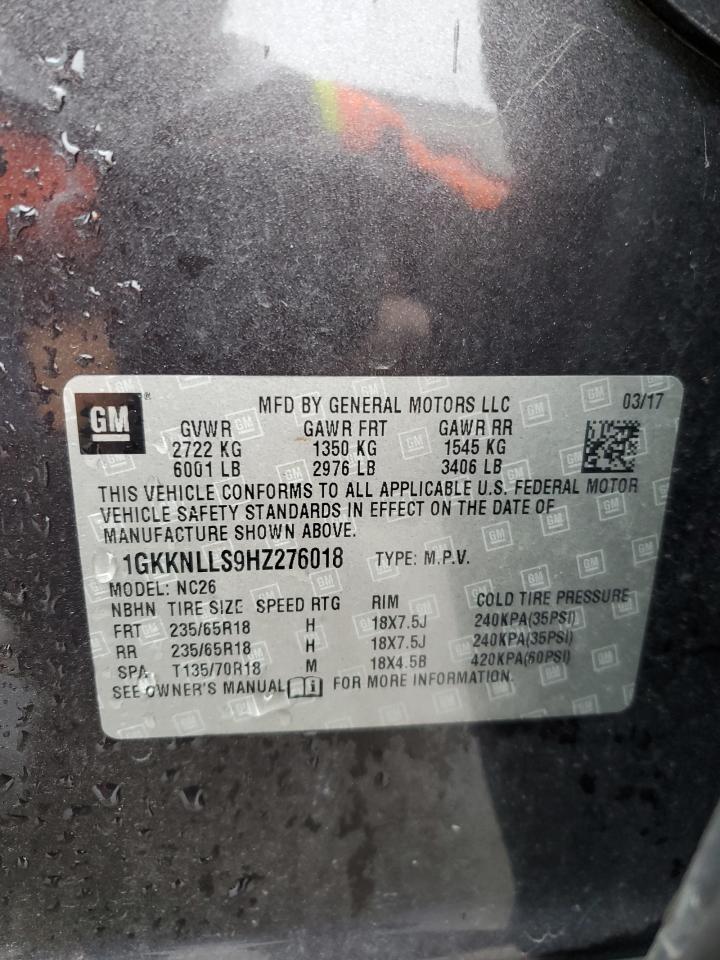 GM ®
MFD BY GENERAL MOTORS LLC 03/17
GVWR GAWR FRT GAWR RR
2722 KG 1350 KG 1545 KG
6001 LB 2976 LB 3406 LB
THIS VEHICLE CONFORMS TO ALL APPLICABLE U.S. FEDERAL MOTOR
VEHICLE SAFETY STANDARDS IN EFFECT ON THE DATE OF
MANUFACTURE SHOWN ABOVE.
1GKKNLLS9HZ276018 TYPE: M.P.V.
MODEL: NC26
NBHN TIRE SIZE SPEED RTG RIM COLD TIRE PRESSURE
FRT 235/65R18 H 18X7.5J 240KPA(35PSI)
RR 235/65R18 H 18X7.5J 240KPA(35PSI)
SPA T135/70R18 M 18X4.5B 420KPA(60PSI)
SEE OWNER'S MANUAL i FOR MORE INFORMATION.